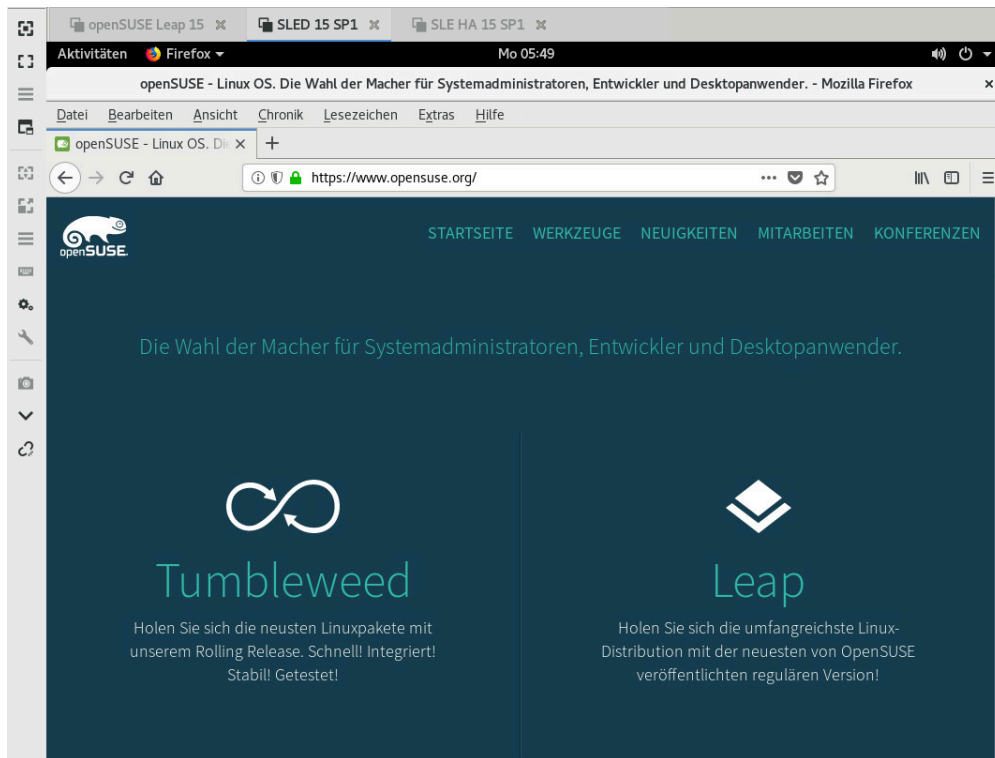 openSUSE Leap 15 SLED 15 SP1 SLE HA 15 SP1
Aktivitäten Firefox Mo 05:49
openSUSE - Linux OS. Die Wahl der Macher für Systemadministratoren, Entwickler und Desktopanwender. - Mozilla Firefox
Datei Bearbeiten Ansicht Chronik Lesezeichen Extras Hilfe
openSUSE - Linux OS. Die
https://www.opensuse.org/
openSUSE. STARTSEITE WERKZEUGE NEUIGKEITEN MITARBEITEN KONFERENZEN
Die Wahl der Macher für Systemadministratoren, Entwickler und Desktopanwender.
Tumbleweed
Holen Sie sich die neusten Linuxpakete mit
unserem Rolling Release. Schnell! Integriert!
Stabil! Getestet!
Leap
Holen Sie sich die umfangreichste Linux-
Distribution mit der neuesten von OpenSUSE
veröffentlichten regulären Version!